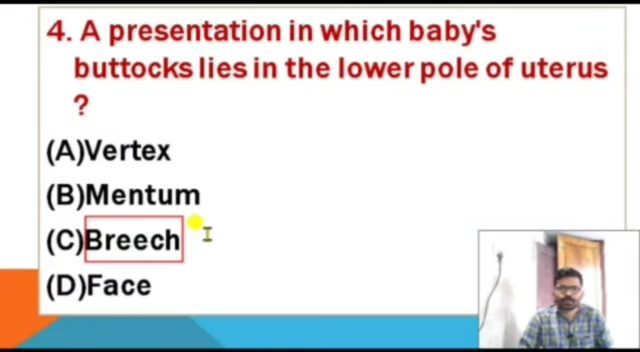 4. A presentation in which baby's
buttocks lies in the lower pole of uterus
?
(A)Vertex
(B)Mentum
(C)Breech
(D)Face